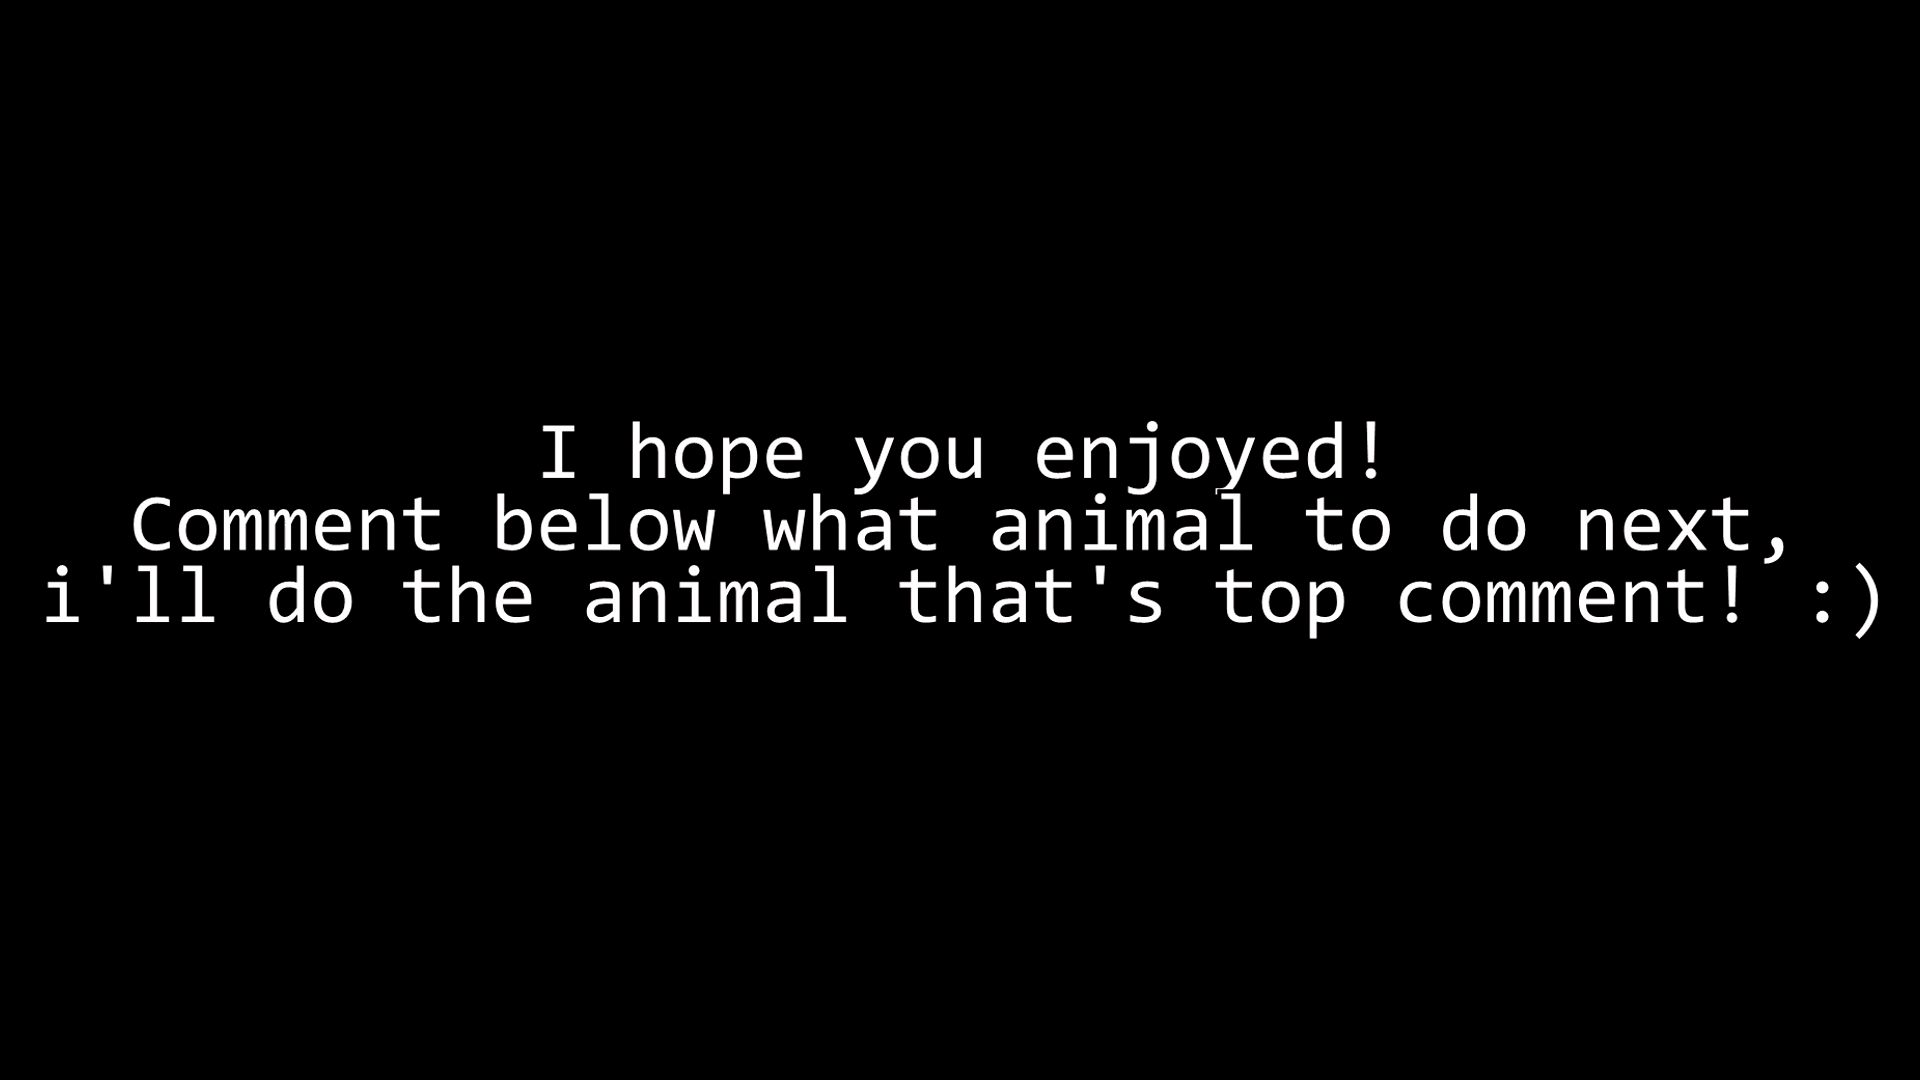 I hope you enjoyed!
Comment below what animal to do next,
i'll do the animal that's top comment! :)